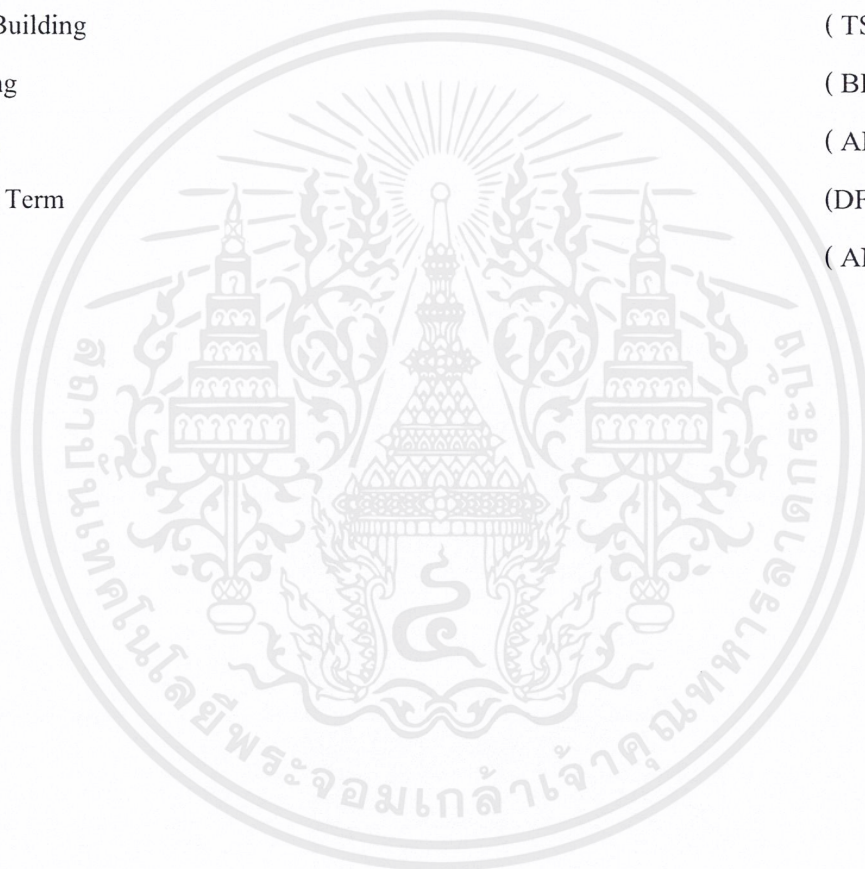 Building ( TS
ng ( BI
( AI
Term (DF
( AI
สถาบันเทคโนโลยีพระจอมเกล้าเจ้าคุณทหารลาดกระบัง